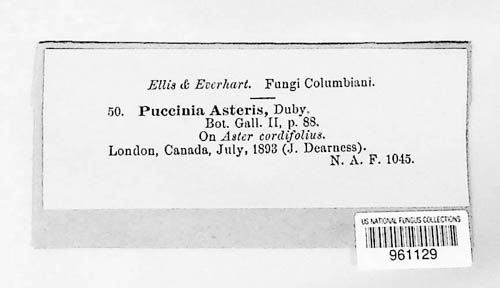 Ellis & Everhart. Fungi Columbiani.
50. Puccinia Asteris, Duby.
Bot. Gall. II, p. 88.
On Aster cordifolius.
London, Canada, July, 1893 (J. Dearness).
N. A. F. 1045.
US NATIONAL FUNGUS COLLECTIONS
961129